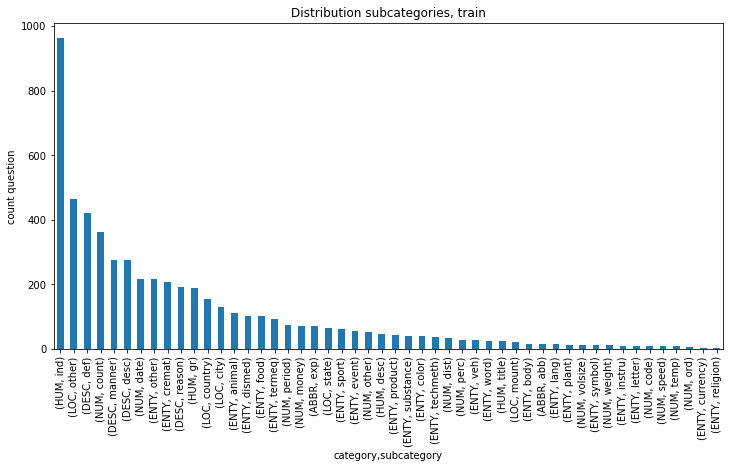 Distribution subcategories, train
count question
1000
800
600
400
200
0
(HUM, ind)
(LOC, other)
(DESC, def)
(NUM, count)
(DESC, manner)
(DESC, desc)
(NUM, date)
(ENTY, other)
(ENTY, cremat)
(DESC, reason)
(HUM, gr)
(LOC, country)
(LOC, city)
(ENTY, animal)
(ENTY, dismed)
(ENTY, food)
(ENTY, termeq)
(NUM, period)
(NUM, money)
(ABBR, exp)
(LOC, state)
(ENTY, sport)
(ENTY, event)
(NUM, other)
(HUM, desc)
(ENTY, product)
(ENTY, substance)
(ENTY, color)
(ENTY, techmeth)
(NUM, dist)
(NUM, perc)
(ENTY, veh)
(ENTY, word)
(HUM, title)
(LOC, mount)
(ENTY, body)
(ABBR, abb)
(ENTY, lang)
(ENTY, plant)
(NUM, volsize)
(ENTY, symbol)
(NUM, weight)
(ENTY, instru)
(ENTY, letter)
(NUM, code)
(NUM, speed)
(NUM, temp)
(NUM, ord)
(ENTY, currency)
(ENTY, religion)
category,subcategory